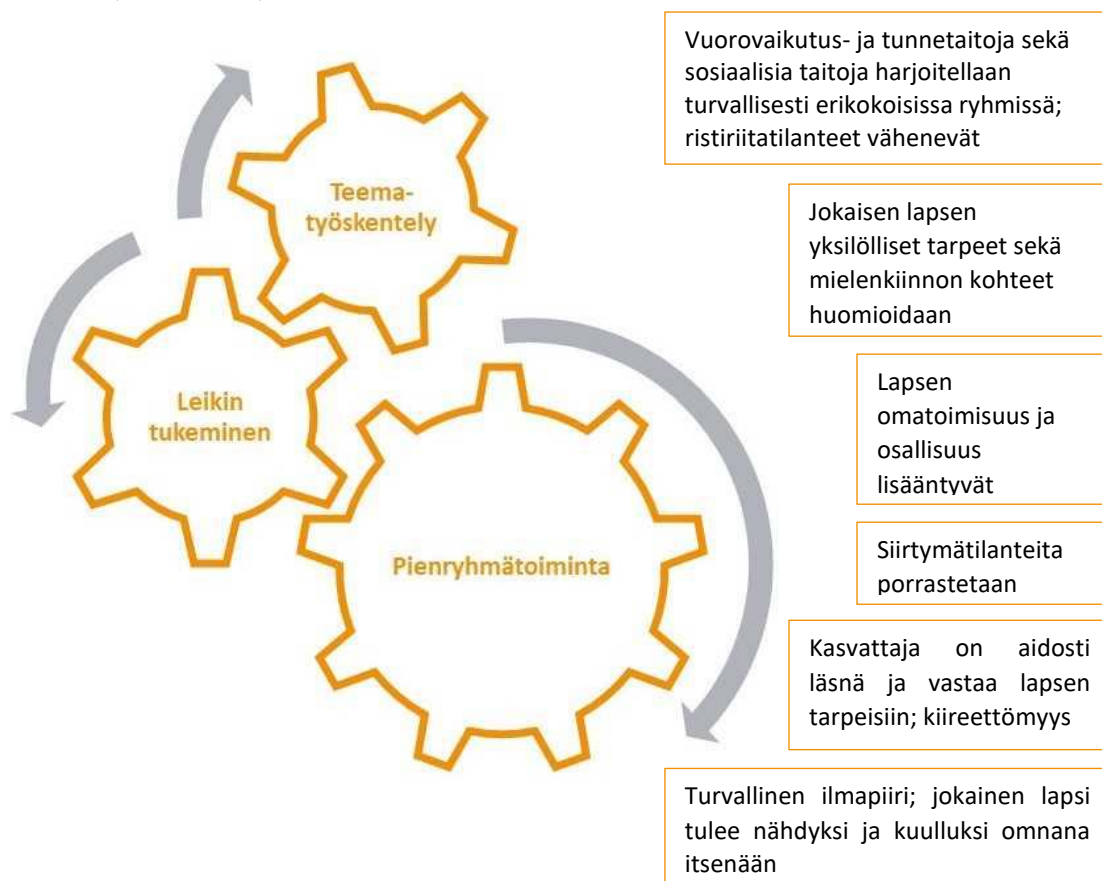 Vuorovaikutus- ja tunnetaitoja sekä
sosiaalisia taitoja harjoitellaan
turvallisesti erikokoisissa ryhmissä;
ristiriitatilanteet vähenevät
Teema-
työskentely
Jokaisen lapsen
yksilölliset tarpeet sekä
mielenkiinnon kohteet
huomioidaan
Leikin
tukeminen
Lapsen
omatoimisuus ja
osallisuus
lisääntyvät
Pienryhmätoiminta
Siirtymätilanteita
porrastetaan
Kasvattaja on aidosti
läsnä ja vastaa lapsen
tarpeisiin; kiireettömyys
Turvallinen ilmapiiri; jokainen lapsi
tulee nähdyksi ja kuulluksi omnana
itsenään